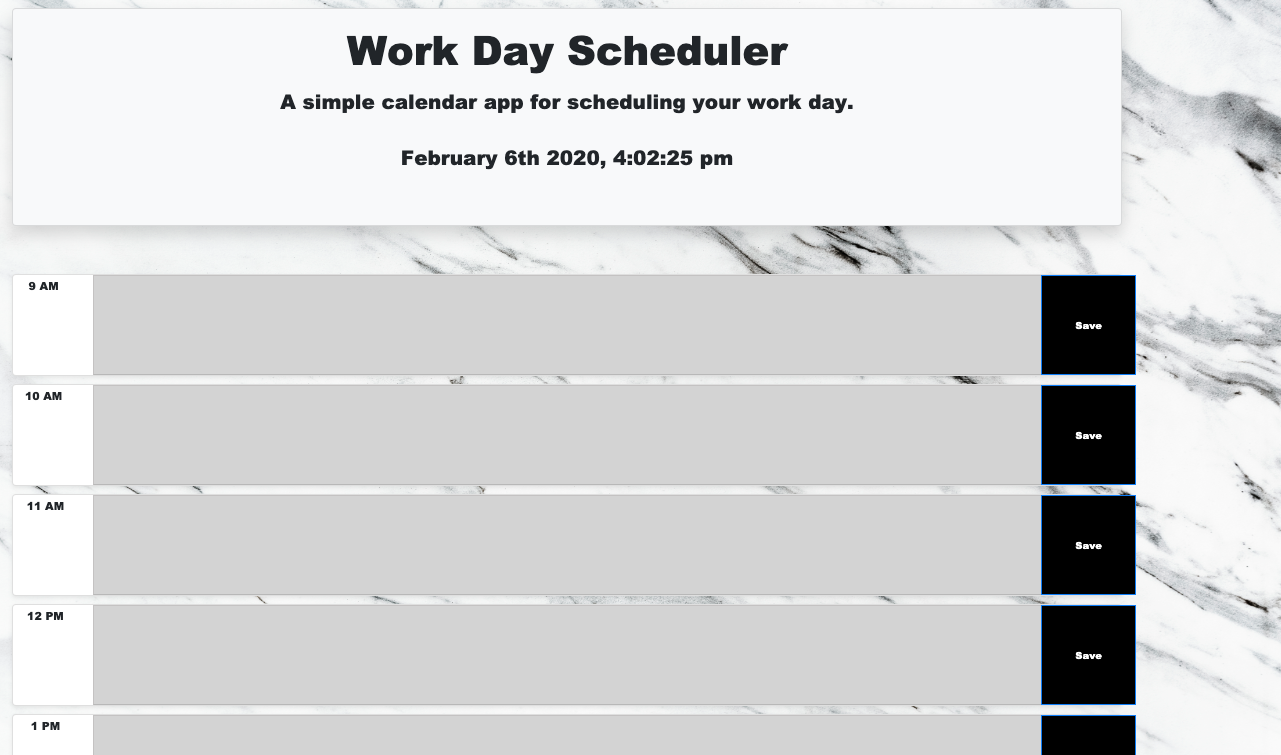 Work Day Scheduler
A simple calendar app for scheduling your work day.
February 6th 2020, 4:02:25 pm
9 AM
Save
10 AM
Save
11 AM
Save
12 PM
Save
1 PM